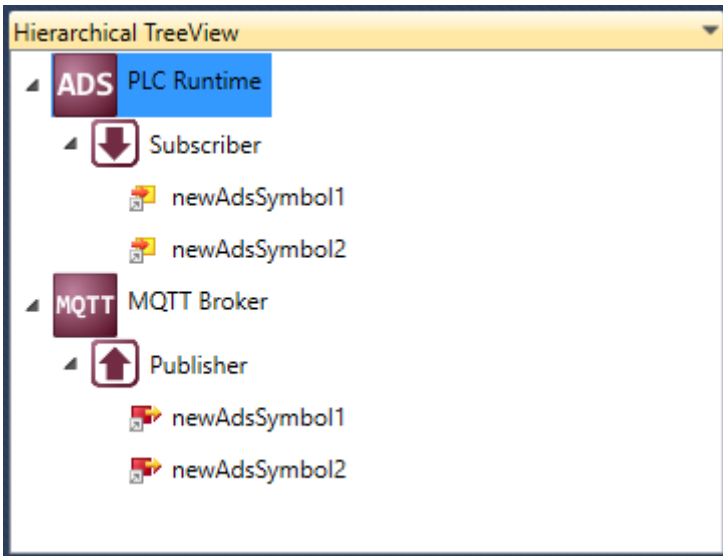 Hierarchical TreeView
ADS PLC Runtime
Subscriber
newAdsSymbol1
newAdsSymbol2
MQTT MQTT Broker
Publisher
newAdsSymbol1
newAdsSymbol2